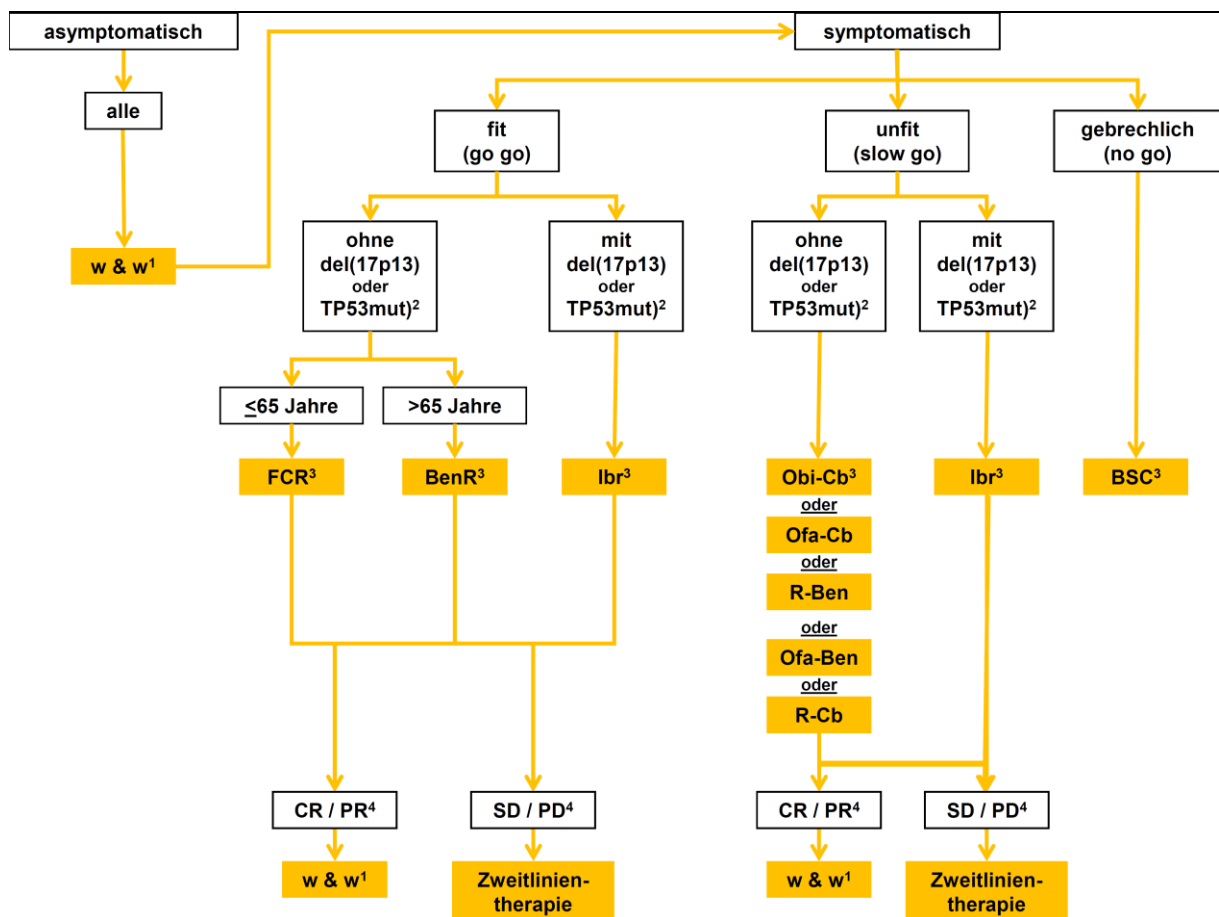 asymptomatisch
symptomatisch
alle
fit
(go go)
unfit
(slow go)
gebrechlich
(no go)
w & w¹
ohne
del(17p13)
oder
TP53mut)²
mit
del(17p13)
oder
TP53mut)²
ohne
del(17p13)
oder
TP53mut)²
mit
del(17p13)
oder
TP53mut)²
≤65 Jahre
>65 Jahre
FCR³
BenR³
Ibr³
Obi-Cb³
Ibr³
BSC³
oder
Ofa-Cb
oder
R-Ben
oder
Ofa-Ben
oder
R-Cb
CR / PR⁴
SD / PD⁴
CR / PR⁴
SD / PD⁴
w & w¹
Zweitlinien-
therapie
w & w¹
Zweitlinien-
therapie